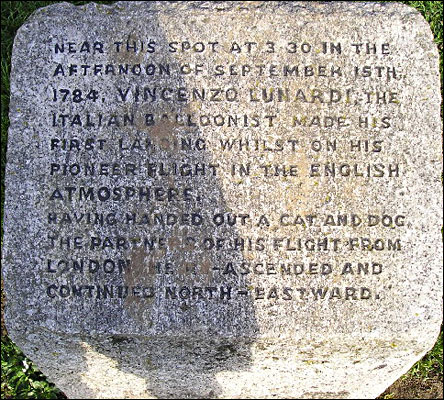 NEAR THIS SPOT AT 3·30 IN THE
AFTERNOON OF SEPTEMBER 15TH,
1784, VINCENZO LUNARDI, THE
ITALIAN BALLOONIST, MADE HIS
FIRST LANDING WHILST ON HIS
PIONEER FLIGHT IN THE ENGLISH
ATMOSPHERE.
HAVING HANDED OUT A CAT AND DOG,
THE PARTNERS OF HIS FLIGHT FROM
LONDON, HE RE-ASCENDED AND
CONTINUED NORTH-EASTWARD.